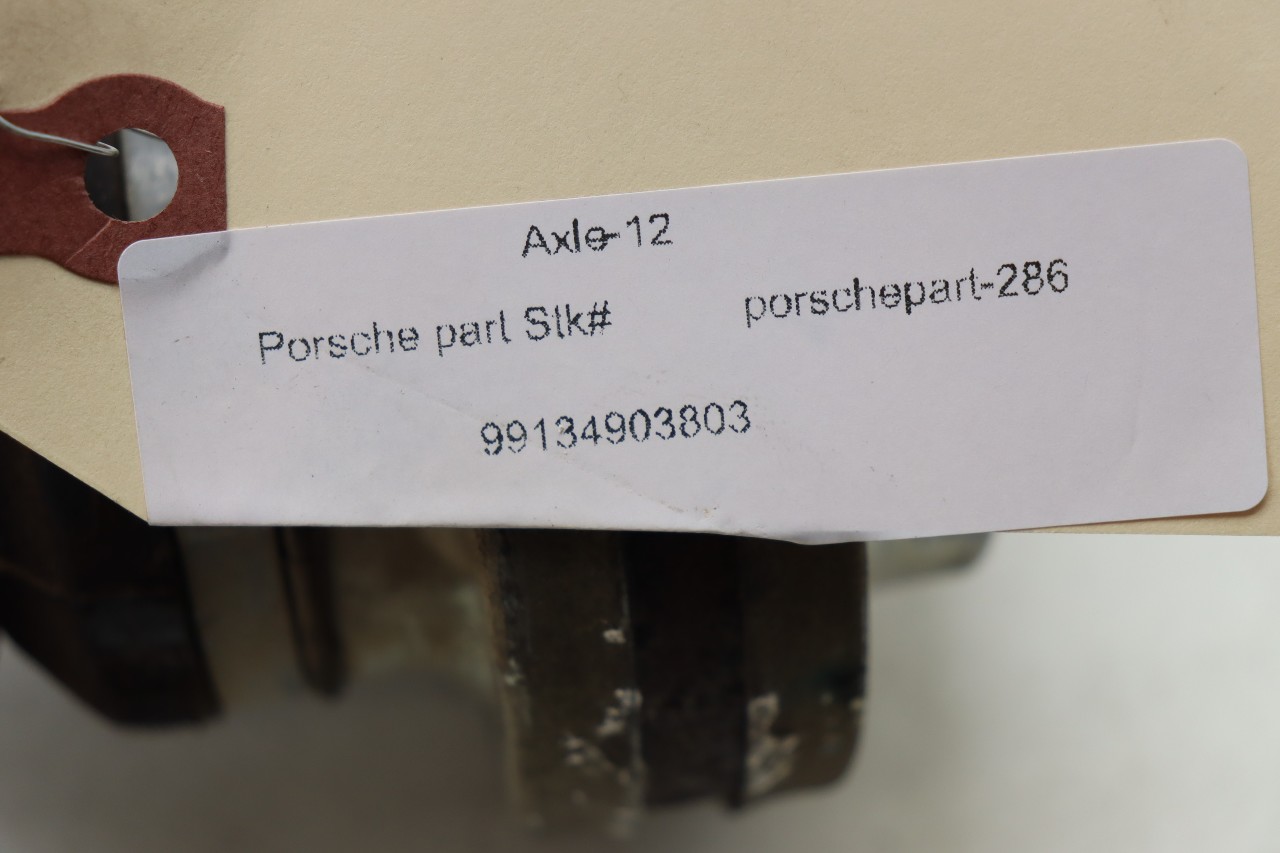 Axle-12
Porsche part Stk# porschepart-286
99134903803